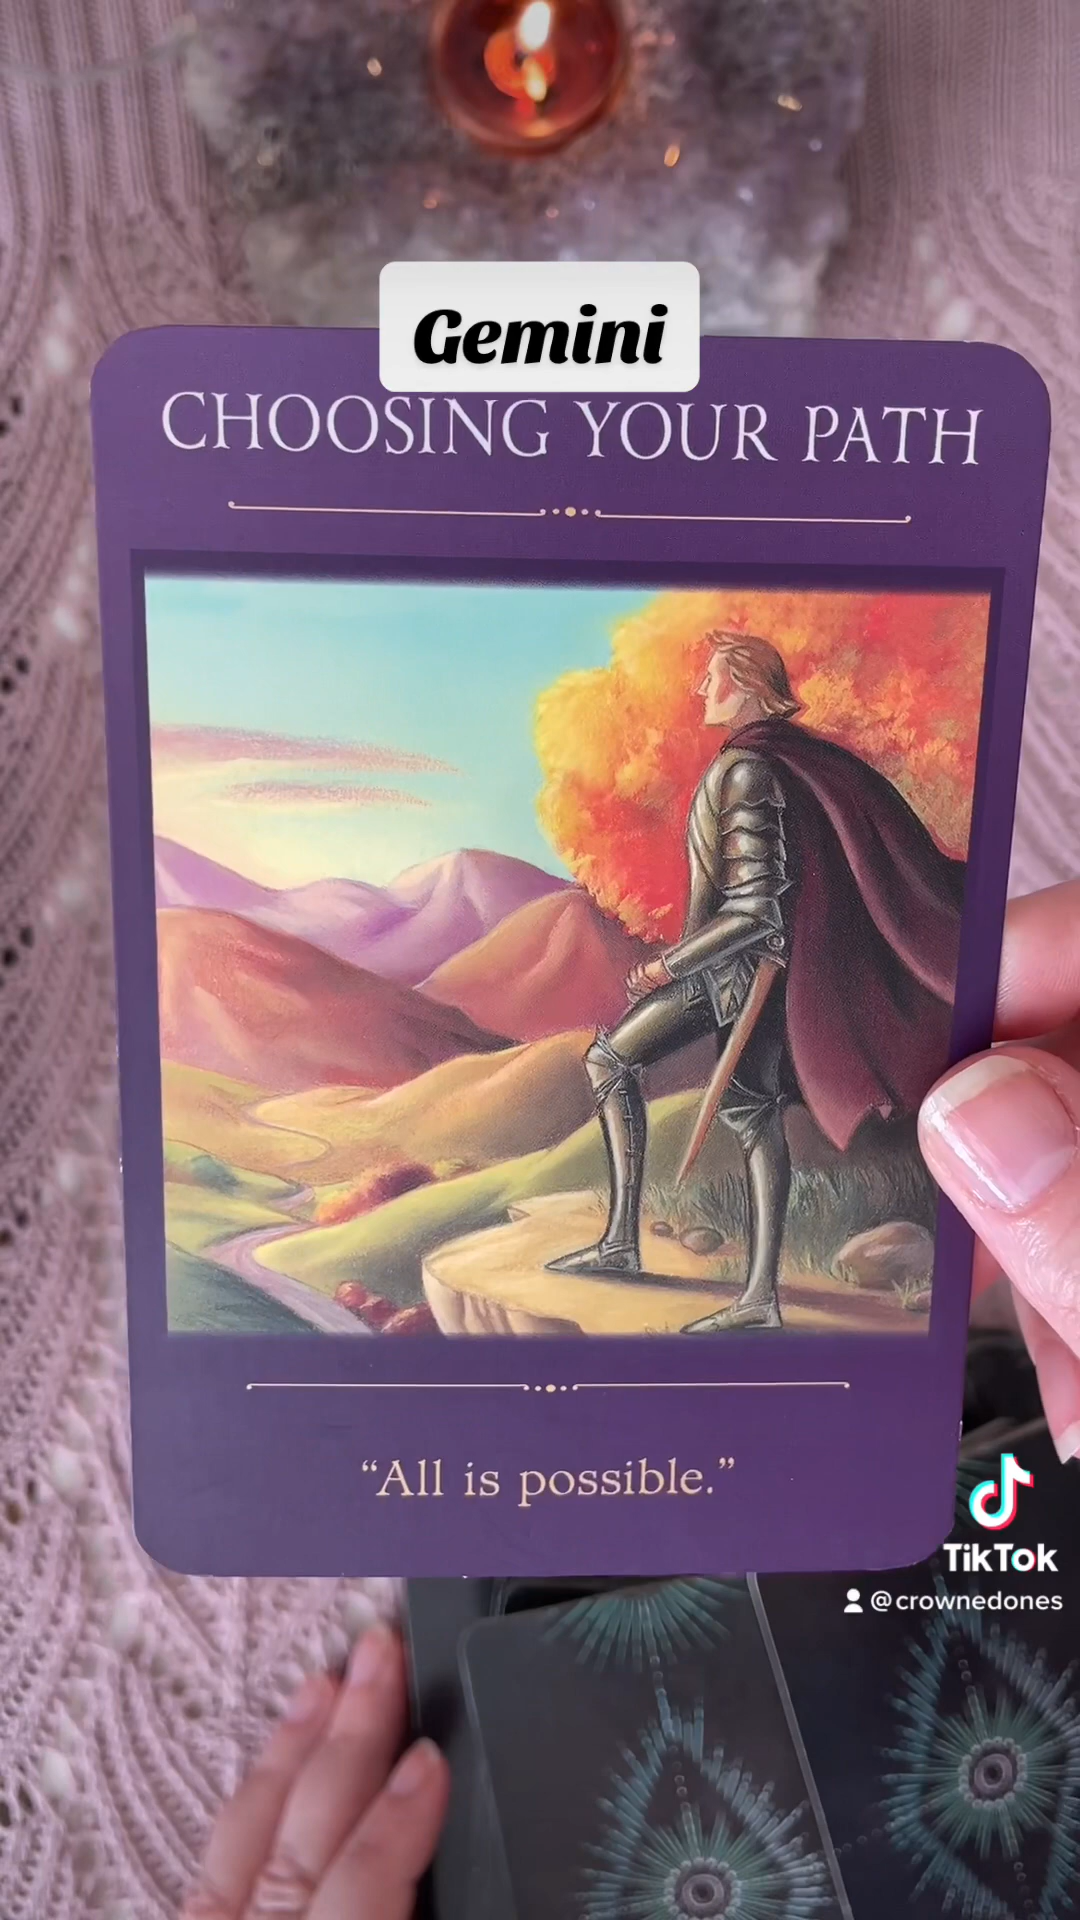 Gemini
CHOOSING YOUR PATH
“All is possible.”
TikTok
@crownedones